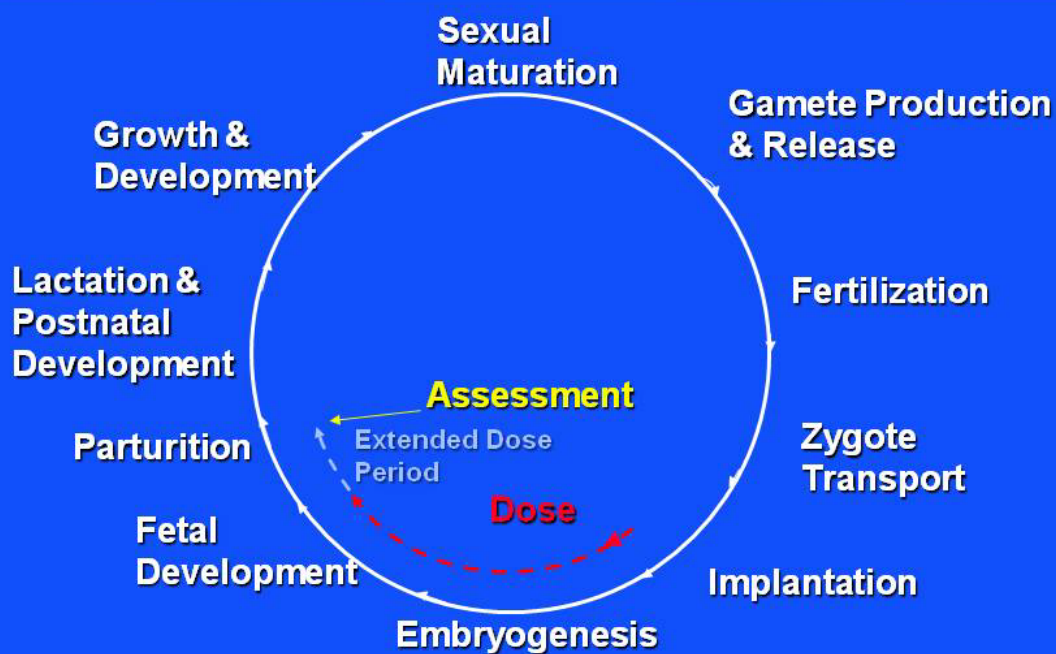 Sexual
Maturation
Gamete Production
& Release
Fertilization
Zygote
Transport
Implantation
Embryogenesis
Fetal
Development
Parturition
Lactation &
Postnatal
Development
Growth &
Development
Assessment
Extended Dose
Period
Dose